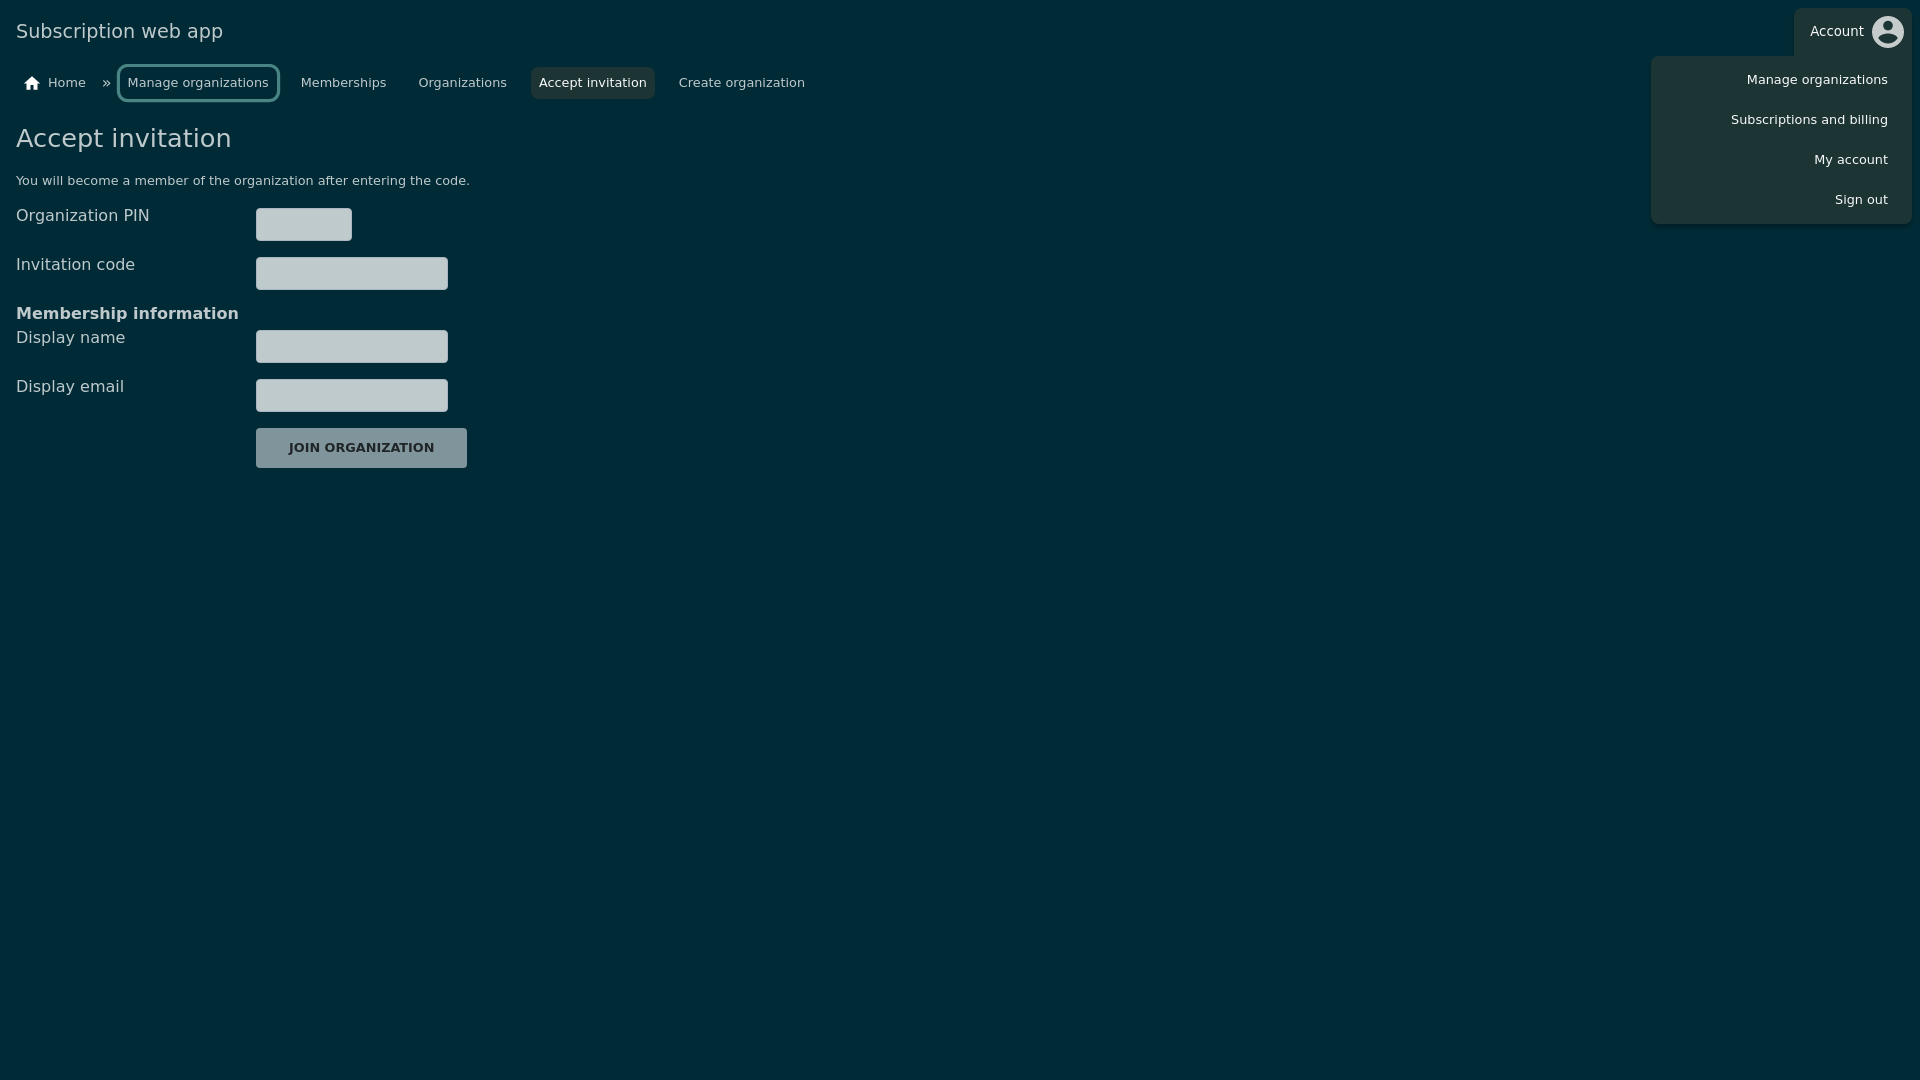 Subscription web app
Account
Home » Manage organizations Memberships Organizations Accept invitation Create organization
Manage organizations
Subscriptions and billing
My account
Sign out
Accept invitation
You will become a member of the organization after entering the code.
Organization PIN
Invitation code
Membership information
Display name
Display email
JOIN ORGANIZATION